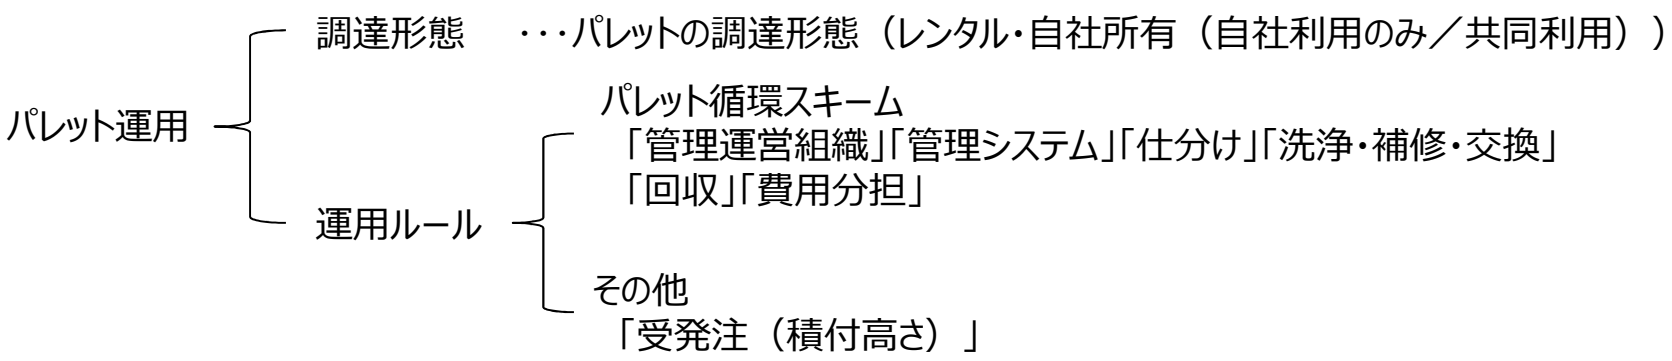 調達形態 ・・・パレットの調達形態（レンタル・自社所有（自社利用のみ／共同利用））
パレット運用
パレット循環スキーム
「管理運営組織」「管理システム」「仕分け」「洗浄・補修・交換」
「回収」「費用分担」
運用ルール
その他
「受発注（積付高さ）」